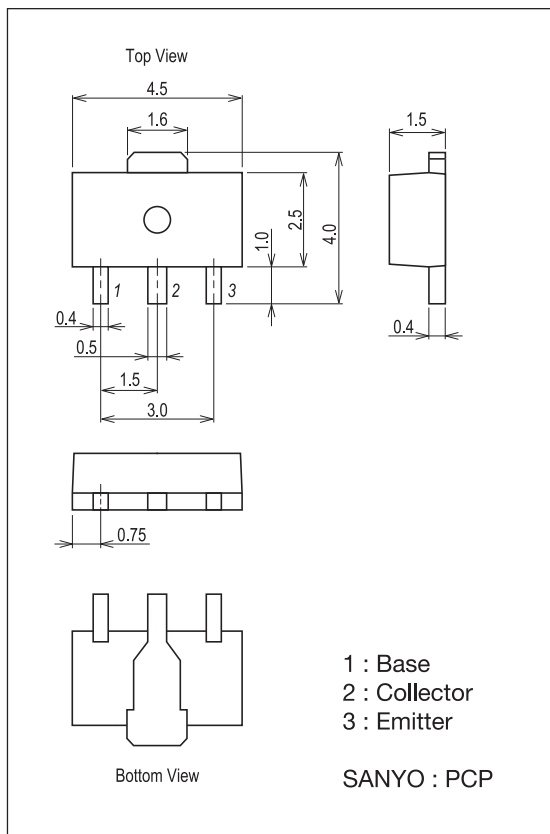 Top View
4.5
1.6
1.5
2.5
4.0
1.0
1
2
3
0.4
0.5
0.4
1.5
3.0
0.75
1 : Base
2 : Collector
3 : Emitter
Bottom View
SANYO : PCP